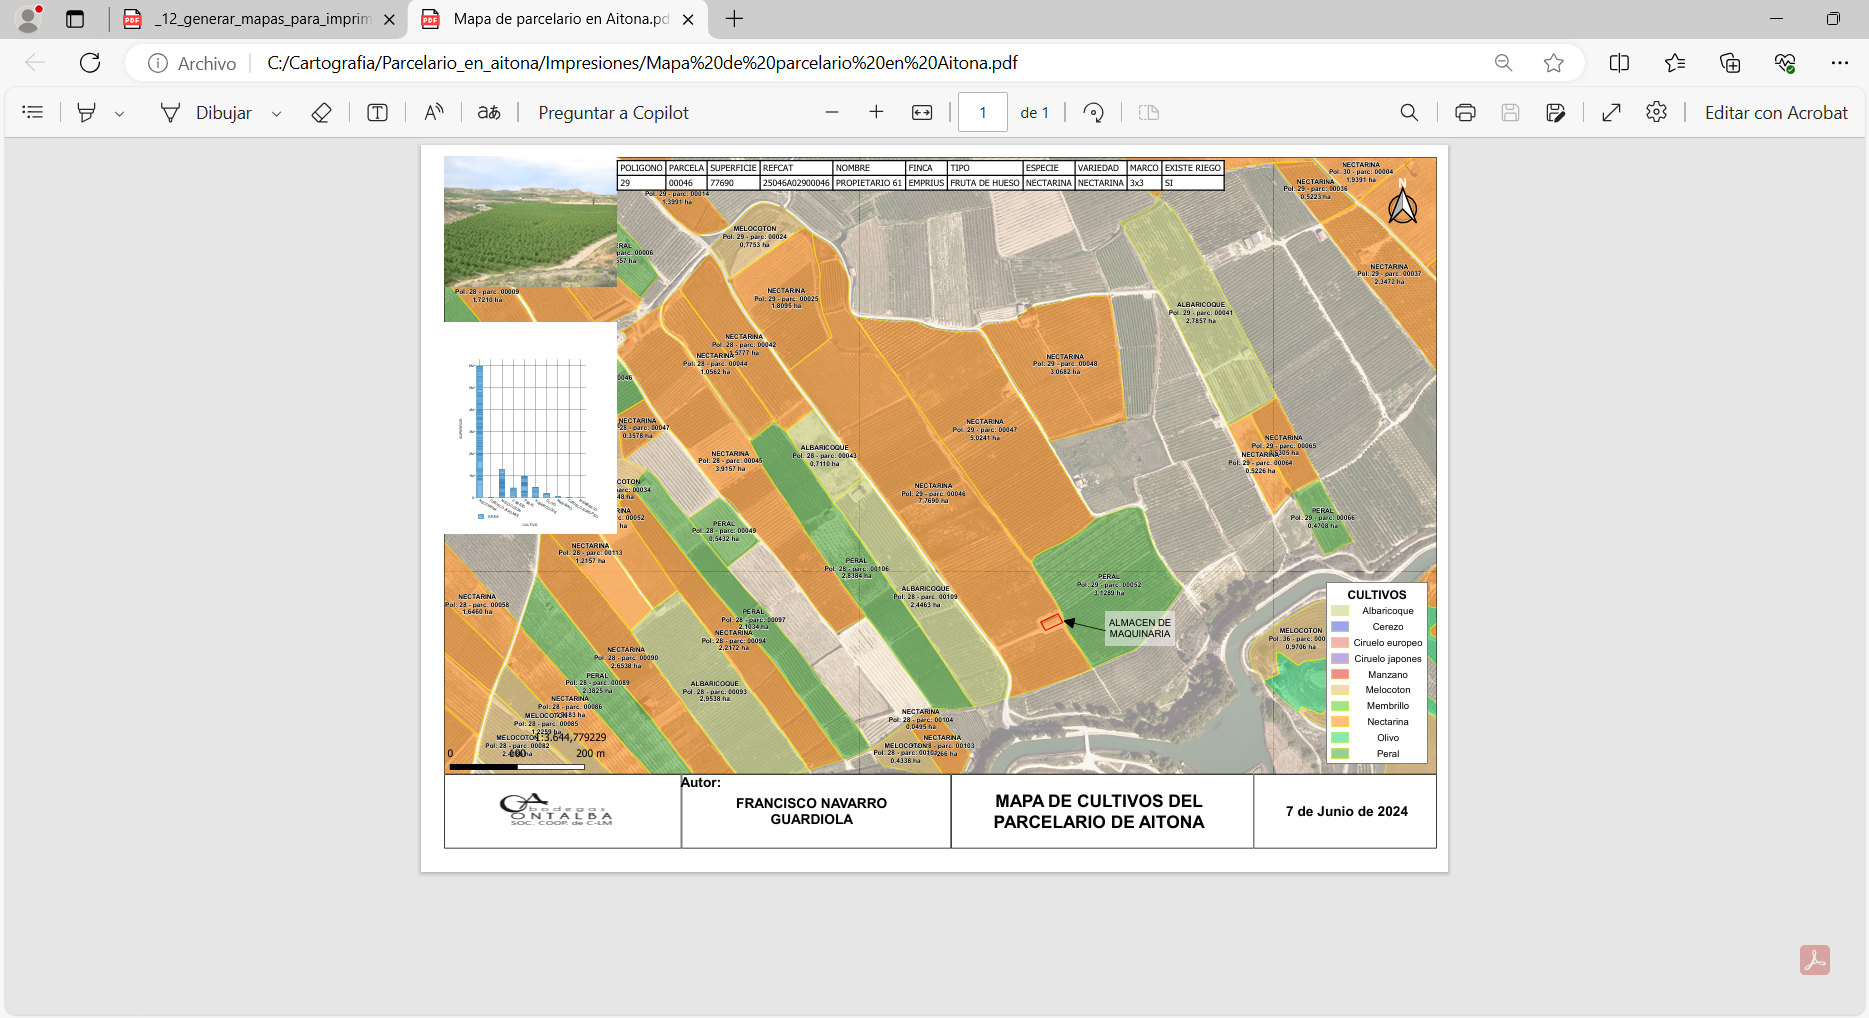 _12_generar_mapas_para_imprim
Mapa de parcelario en Aitona.pd
Archivo
C:/Cartografia/Parcelario_en_aitona/Impresiones/Mapa%20de%20parcelario%20en%20Aitona.pdf
Dibujar
Preguntar a Copilot
1
de 1
Editar con Acrobat
POLIGONO PARCELA SUPERFICIE REFCAT NOMBRE FINCA TIPO ESPECIE VARIEDAD MARCO EXISTE RIEGO
29 00046 77690 25046A02900046 PROPIETARIO 61 EMPRIUS FRUTA DE HUESO NECTARINA NECTARINA 3x3 SI
Pol. 29 - parc. 00014
1,3991 ha
NECTARINA
Pol. 30 - parc. 00004
1,9391 ha
NECTARINA
Pol. 29 - parc. 00036
0,5223 ha
N
MELOCOTON
Pol. 29 - parc. 00024
0,7753 ha
NECTARINA
Pol. 29 - parc. 00037
2,3472 ha
Pol. 28 - parc. 00009
1,7210 ha
NECTARINA
Pol. 29 - parc. 00025
1,8095 ha
ALBARICOQUE
Pol. 29 - parc. 00041
2,7857 ha
NECTARINA
Pol. 28 - parc. 00042
NECTARINA
Pol. 28 - parc. 00044
1,0562 ha
NECTARINA
Pol. 29 - parc. 00048
3,0682 ha
NECTARINA
28 - parc. 00047
0,3578 ha
NECTARINA
Pol. 29 - parc. 00047
5,0241 ha
NECTARINA
Pol. 29 - parc. 00065
NECTARINA
Pol. 29 - parc. 00064
0,5226 ha
ALBARICOQUE
Pol. 28 - parc. 00043
0,7110 ha
NECTARINA
Pol. 28 - parc. 00045
3,9157 ha
NECTARINA
Pol. 29 - parc. 00046
7,7690 ha
PERAL
Pol. 29 - parc. 00066
0,4708 ha
PERAL
Pol. 28 - parc. 00049
0,5432 ha
AREA
CULTIVO
NECTARINA
Pol. 28 - parc. 00113
1,2157 ha
PERAL
Pol. 28 - parc. 00106
2,8384 ha
PERAL
Pol. 29 - parc. 00052
3,1289 ha
ALBARICOQUE
Pol. 28 - parc. 00109
2,4463 ha
NECTARINA
Pol. 28 - parc. 00058
1,6460 ha
PERAL
Pol. 28 - parc. 00097
2,1034 ha
NECTARINA
Pol. 28 - parc. 00094
2,2172 ha
ALMACEN DE
MAQUINARIA
MELOCOTON
Pol. 36 - parc. 000
0,9706 ha
NECTARINA
Pol. 28 - parc. 00090
2,6538 ha
PERAL
Pol. 28 - parc. 00089
2,3825 ha
ALBARICOQUE
Pol. 28 - parc. 00093
2,9538 ha
NECTARINA
Pol. 28 - parc. 00086
Pol. 28 - parc. 00085
NECTARINA
Pol. 28 - parc. 00104
0,0495 ha
MELOCOTON
Pol. 28 - parc. 00082
NECTARINA
0,4338 ha
CULTIVOS
Albaricoque
Cerezo
Ciruelo europeo
Ciruelo japones
Manzano
Melocoton
Membrillo
Nectarina
Olivo
Peral
1:3.644,779229
0 100 200 m
bodegas
ONTALBA
SOC. COOP. de C-LM
Autor:
FRANCISCO NAVARRO
GUARDIOLA
MAPA DE CULTIVOS DEL
PARCELARIO DE AITONA
7 de Junio de 2024